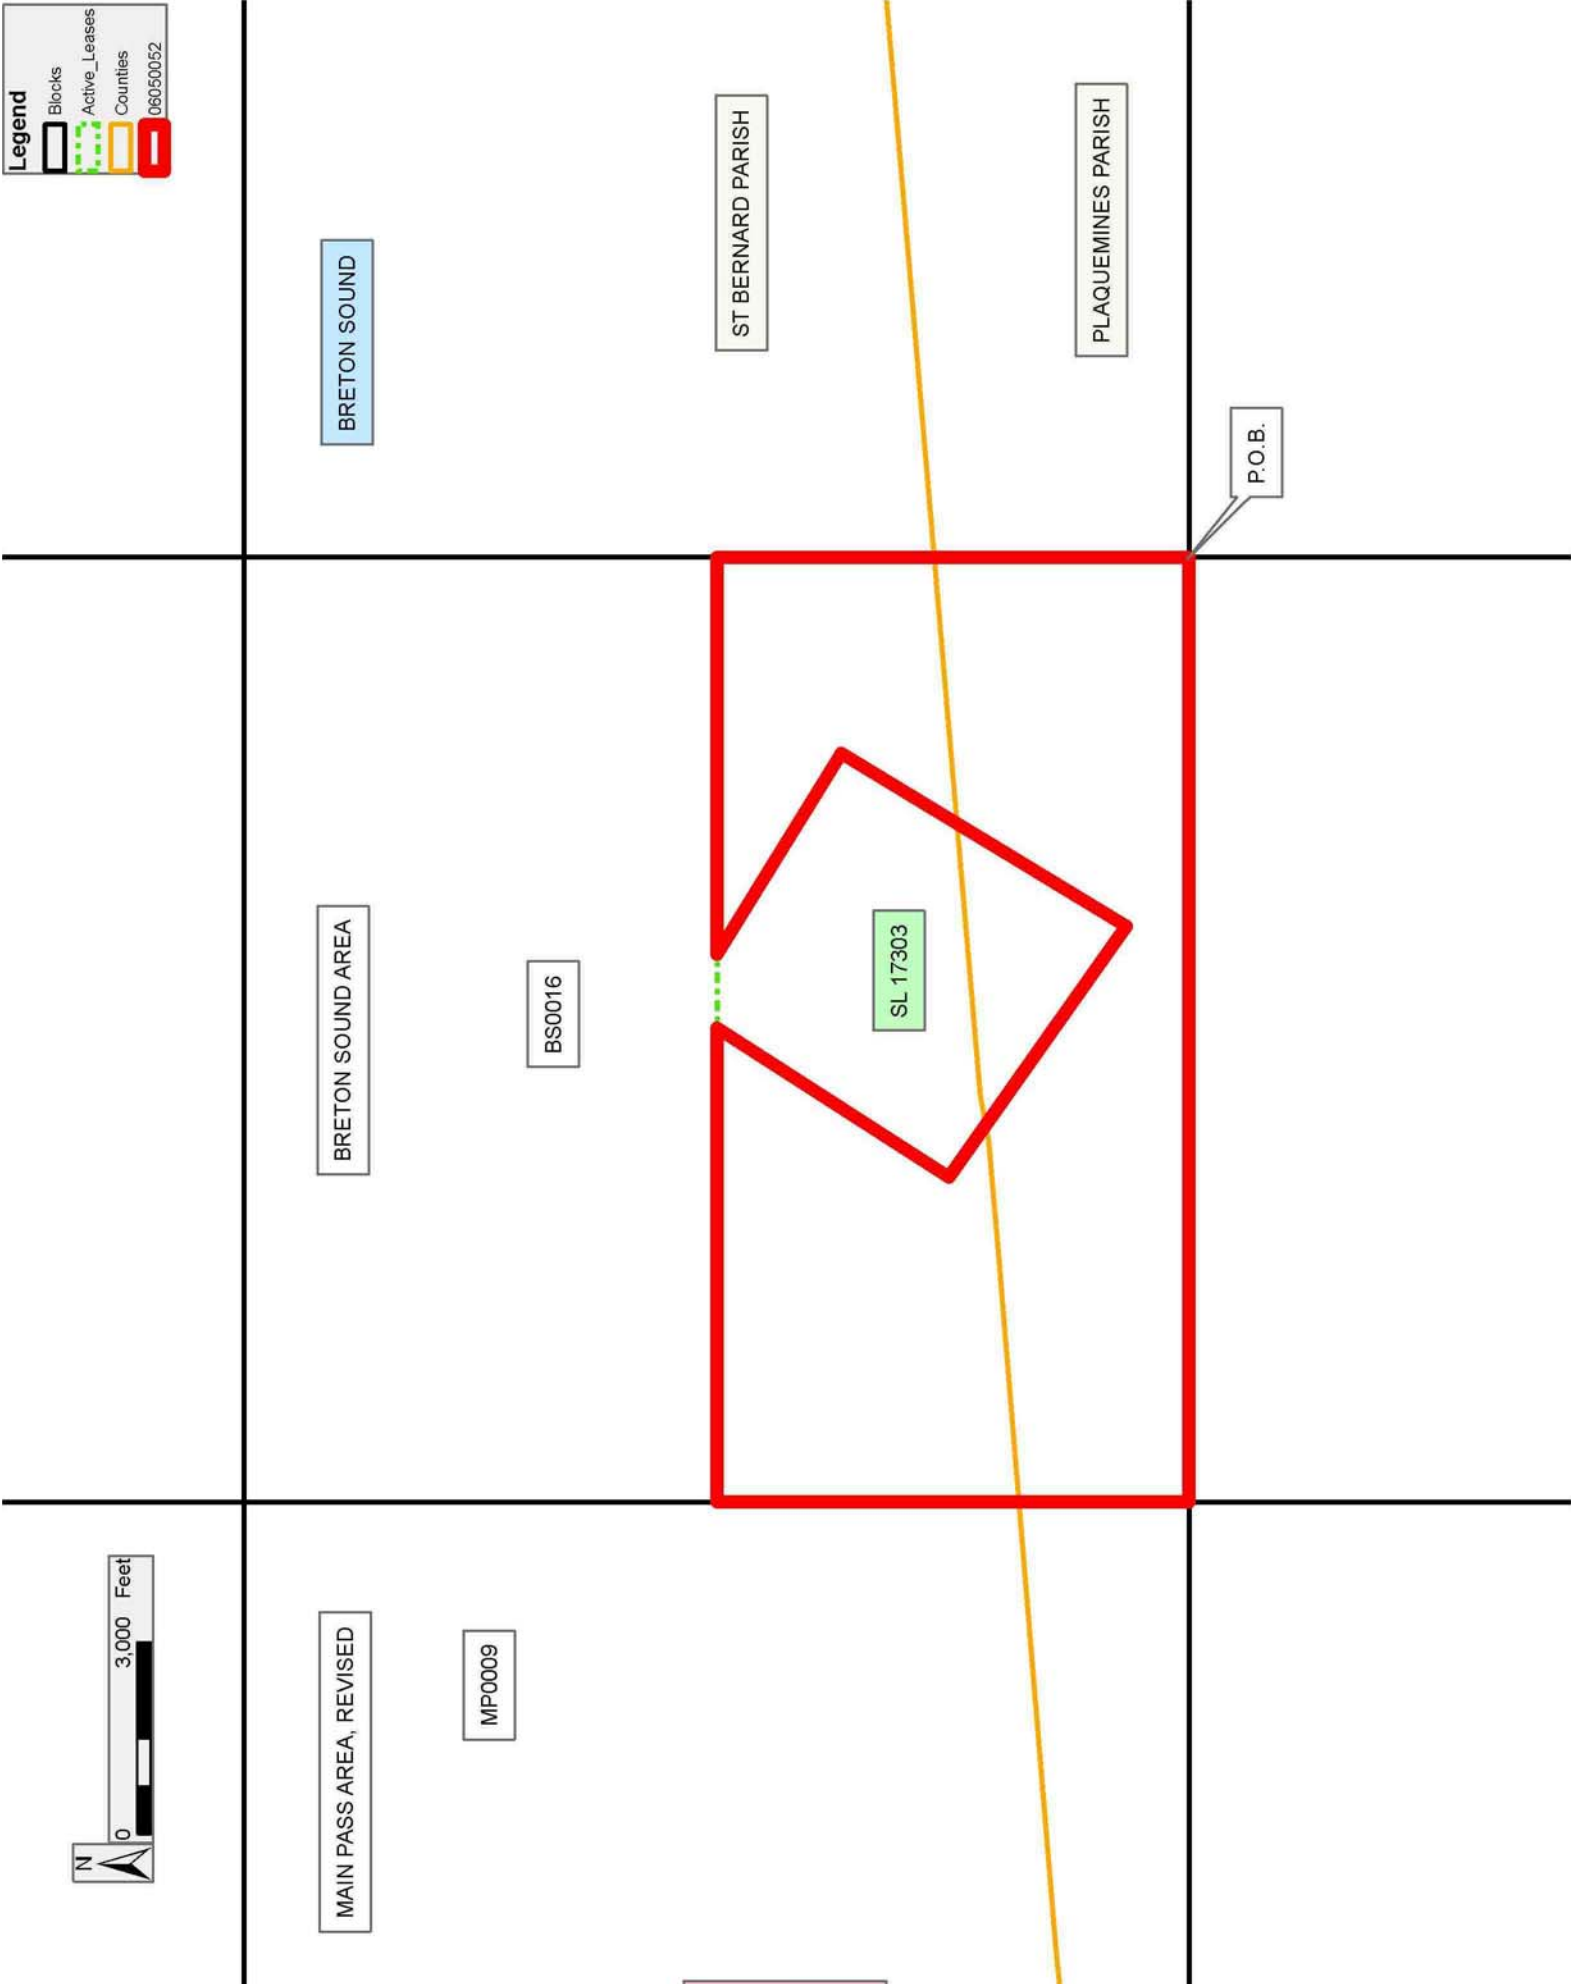 N
0
3,000
Feet
Legend
Blocks
Active_Leases
Counties
06050052
MAIN PASS AREA, REVISED
BRETON SOUND AREA
BRETON SOUND
MP0009
BS0016
ST BERNARD PARISH
SL 17303
PLAQUEMINES PARISH
P.O.B.